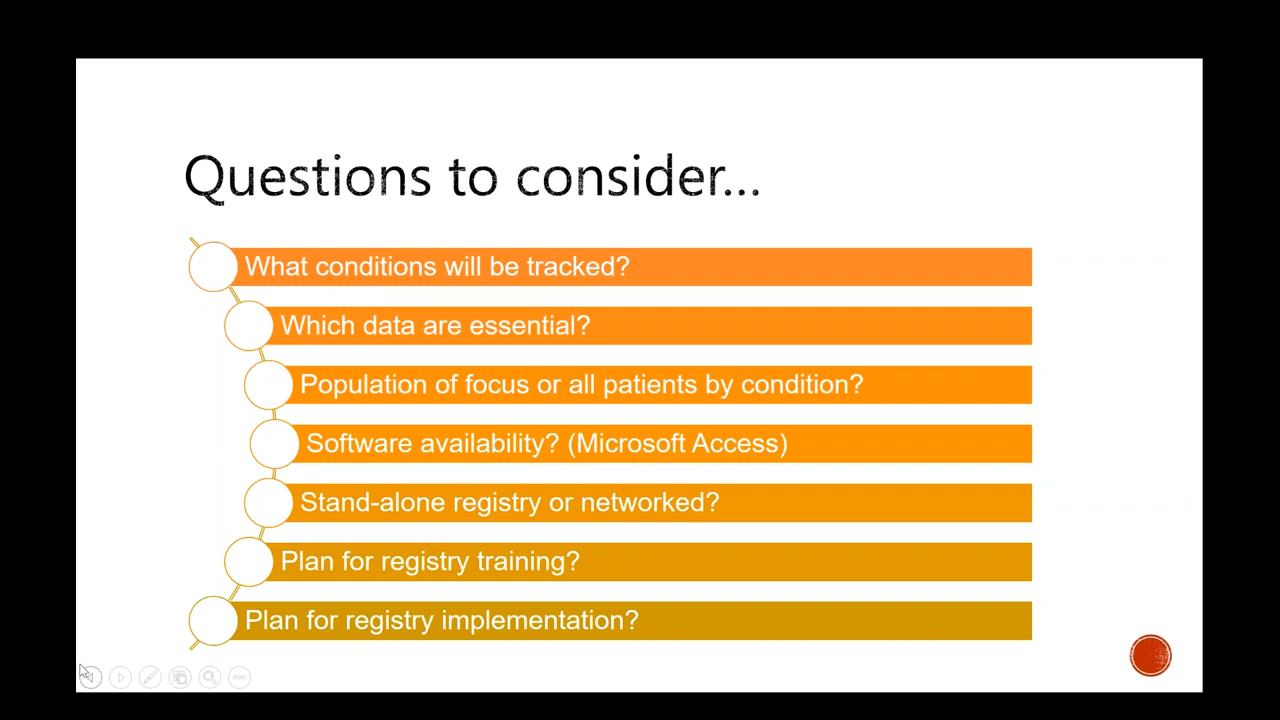 Questions to consider...
What conditions will be tracked?
Which data are essential?
Population of focus or all patients by condition?
Software availability? (Microsoft Access)
Stand-alone registry or networked?
Plan for registry training?
Plan for registry implementation?